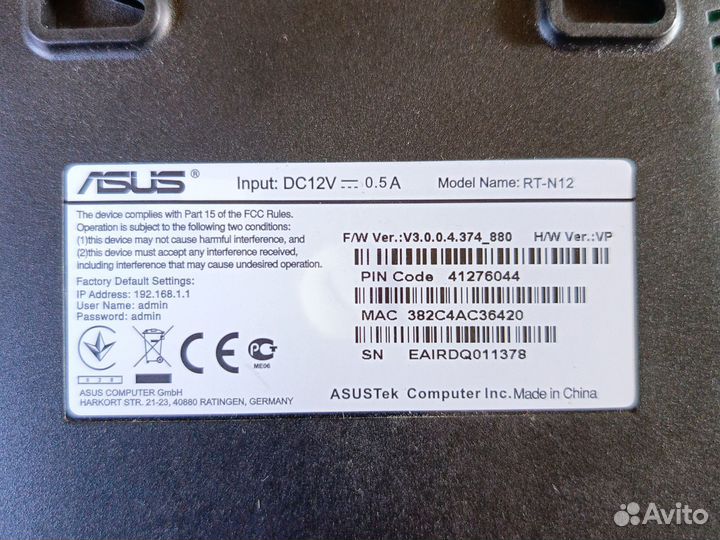 ASUS® Input: DC12V 0.5A Model Name: RT-N12
The device complies with Part 15 of the FCC Rules.
Operation is subject to the following two conditions:
(1)this device may not cause harmful interference, and
(2)this device must accept any interference received,
including interference that may cause undesired operation.
Factory Default Settings:
IP Address: 192.168.1.1
User Name: admin
Password: admin
F/W Ver.:V3.0.0.4.374_880 H/W Ver.:VP
PIN Code 41276044
MAC 382C4AC36420
SN EAIRDQ011378
CE
ME06
ASUS COMPUTER GmbH
HARKORT STR. 21-23, 40880 RATINGEN, GERMANY
ASUSTek Computer Inc. Made in China
Avito